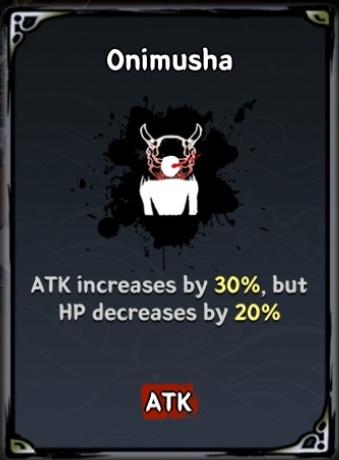 Onimusha
ATK increases by 30%, but
HP decreases by 20%
ATK